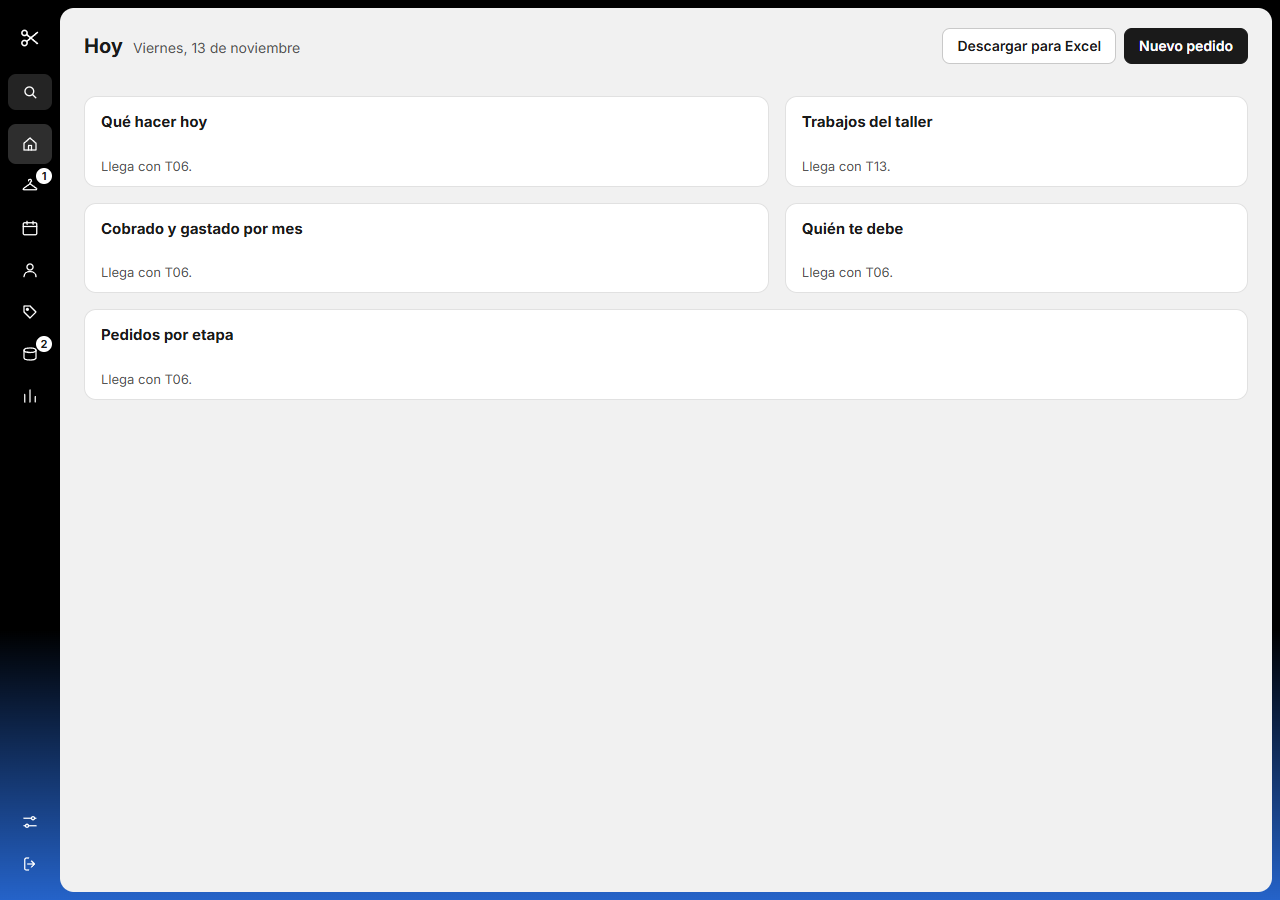 Hoy Viernes, 13 de noviembre
Descargar para Excel
Nuevo pedido
1
2
Qué hacer hoy
Llega con T06.
Trabajos del taller
Llega con T13.
Cobrado y gastado por mes
Llega con T06.
Quién te debe
Llega con T06.
Pedidos por etapa
Llega con T06.